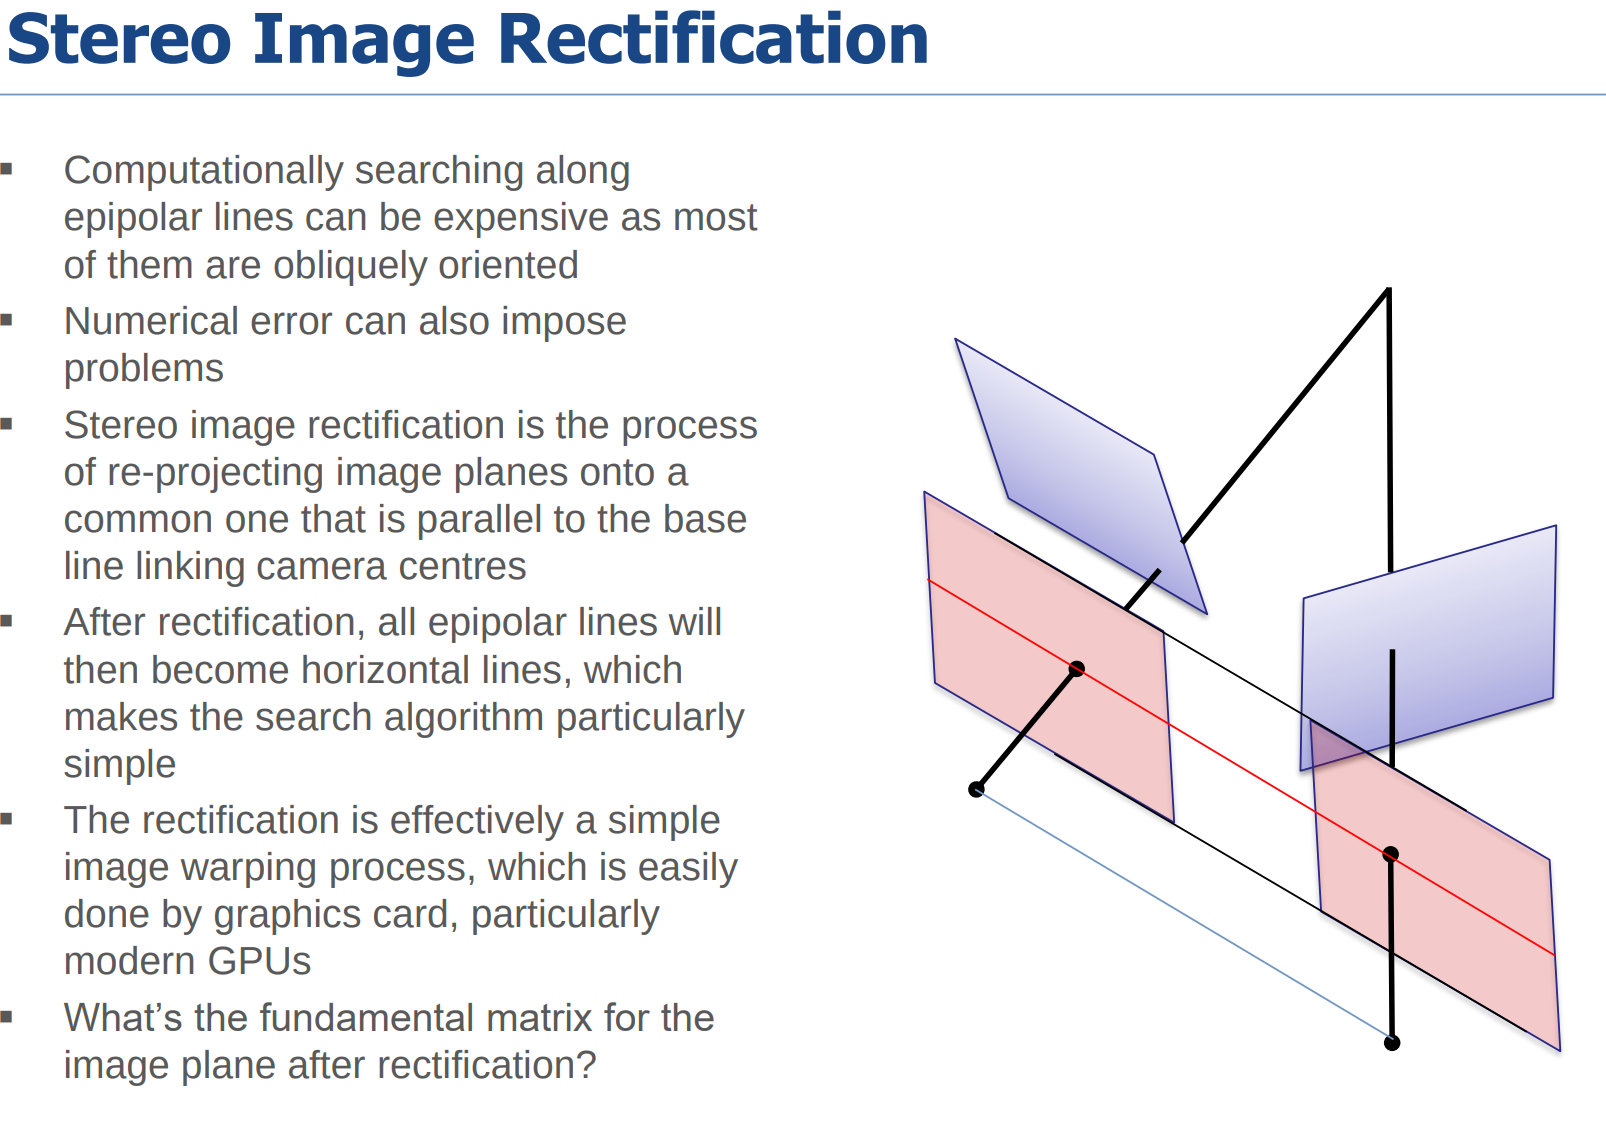 Stereo Image Rectification
▪ Computationally searching along
epipolar lines can be expensive as most
of them are obliquely oriented
▪ Numerical error can also impose
problems
▪ Stereo image rectification is the process
of re-projecting image planes onto a
common one that is parallel to the base
line linking camera centres
▪ After rectification, all epipolar lines will
then become horizontal lines, which
makes the search algorithm particularly
simple
▪ The rectification is effectively a simple
image warping process, which is easily
done by graphics card, particularly
modern GPUs
▪ What’s the fundamental matrix for the
image plane after rectification?